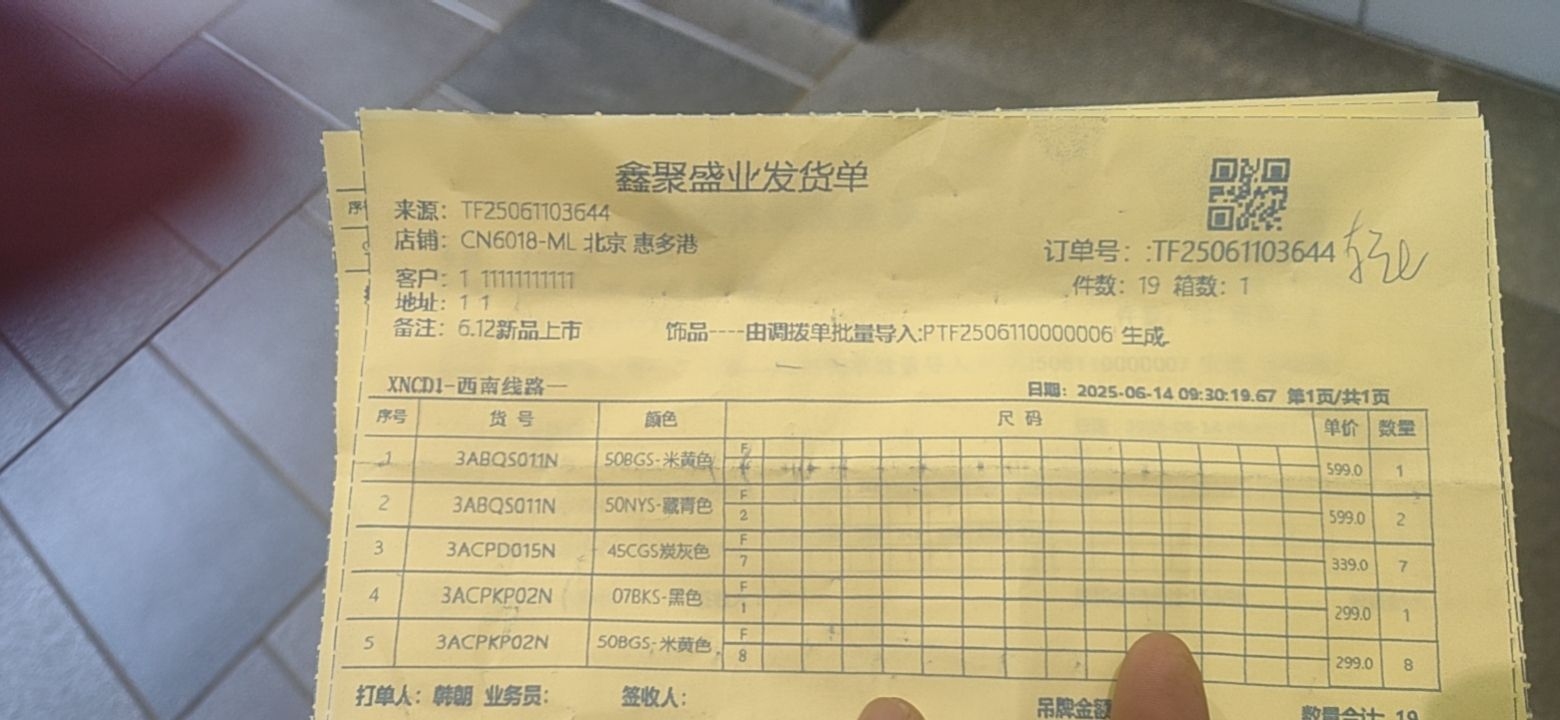 鑫聚盛业发货单
来源：TF25061103644
店铺：CN6018-ML 北京 惠多港
订单号：:TF25061103644
客户：1 11111111111
件数：19 箱数：1
地址：1 1
备注：6.12新品上市 饰品----由调拨单批量导入:PTF2506110000006 生成
XNCD1-西南线路一
日期：2025-06-14 09:30:19.67 第1页/共1页
序号 货 号 颜色 尺 码 单价 数量
1 3ABQS011N 50BGS-米黄色 F 599.0 1
2 3ABQS011N 50NYS-藏青色 F 2 599.0 2
3 3ACPD015N 45CGS炭灰色 F 7 339.0 7
4 3ACPKP02N 07BKS-黑色 F 1 299.0 1
5 3ACPKP02N 50BGS-米黄色 F 8 299.0 8
打单人：韩朝 业务员： 签收人： 吊牌金额 数量合计 19
序